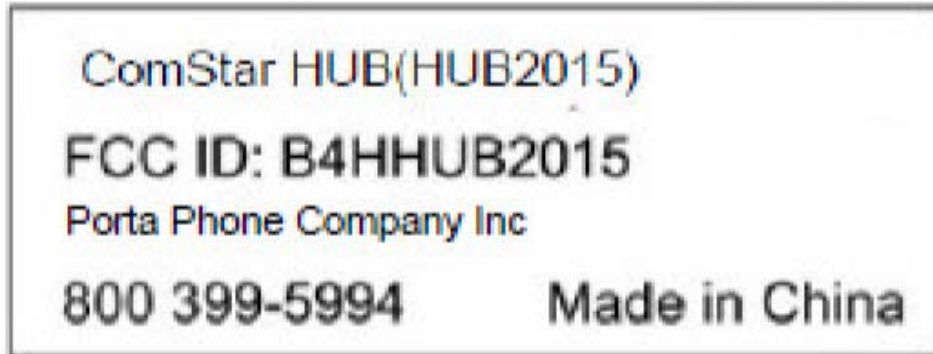 ComStar HUB(HUB2015)
FCC ID: B4HHUB2015
Porta Phone Company Inc
800 399-5994 Made in China